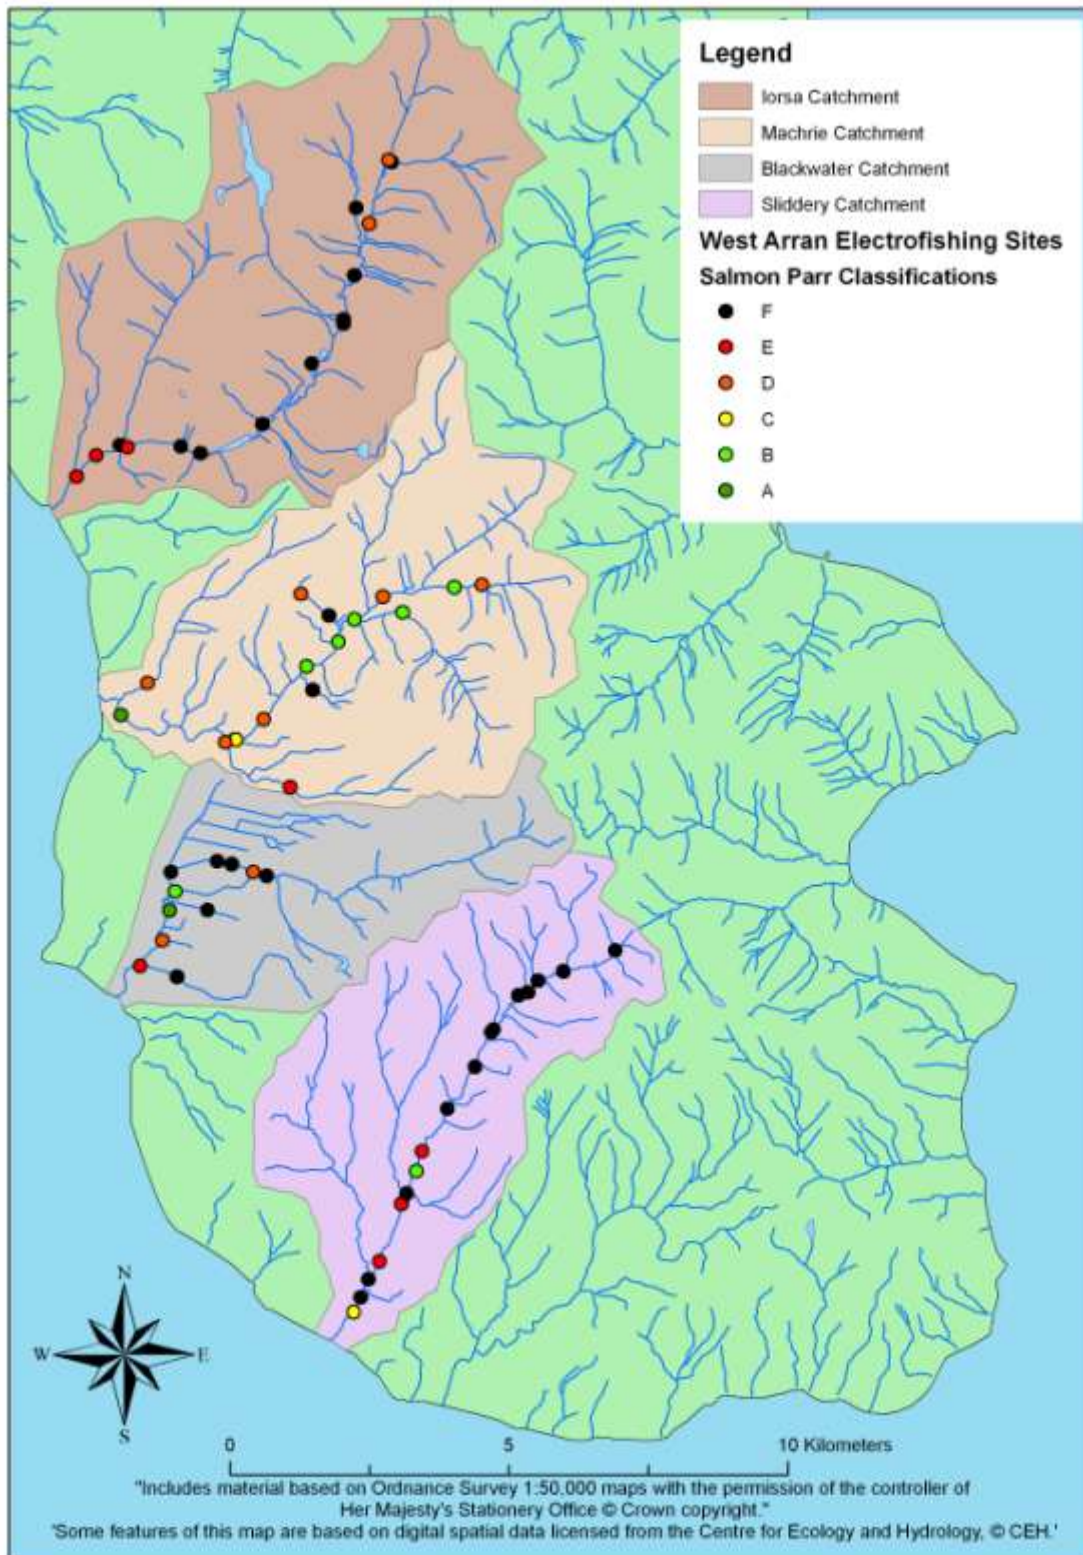 Legend
Iorsa Catchment
Machrie Catchment
Blackwater Catchment
Sliddery Catchment
West Arran Electrofishing Sites
Salmon Parr Classifications
F
E
D
C
B
A
N
W E
S
0 5 10 Kilometers
"Includes material based on Ordnance Survey 1:50,000 maps with the permission of the controller of
Her Majesty's Stationery Office © Crown copyright."
'Some features of this map are based on digital spatial data licensed from the Centre for Ecology and Hydrology, © CEH.'